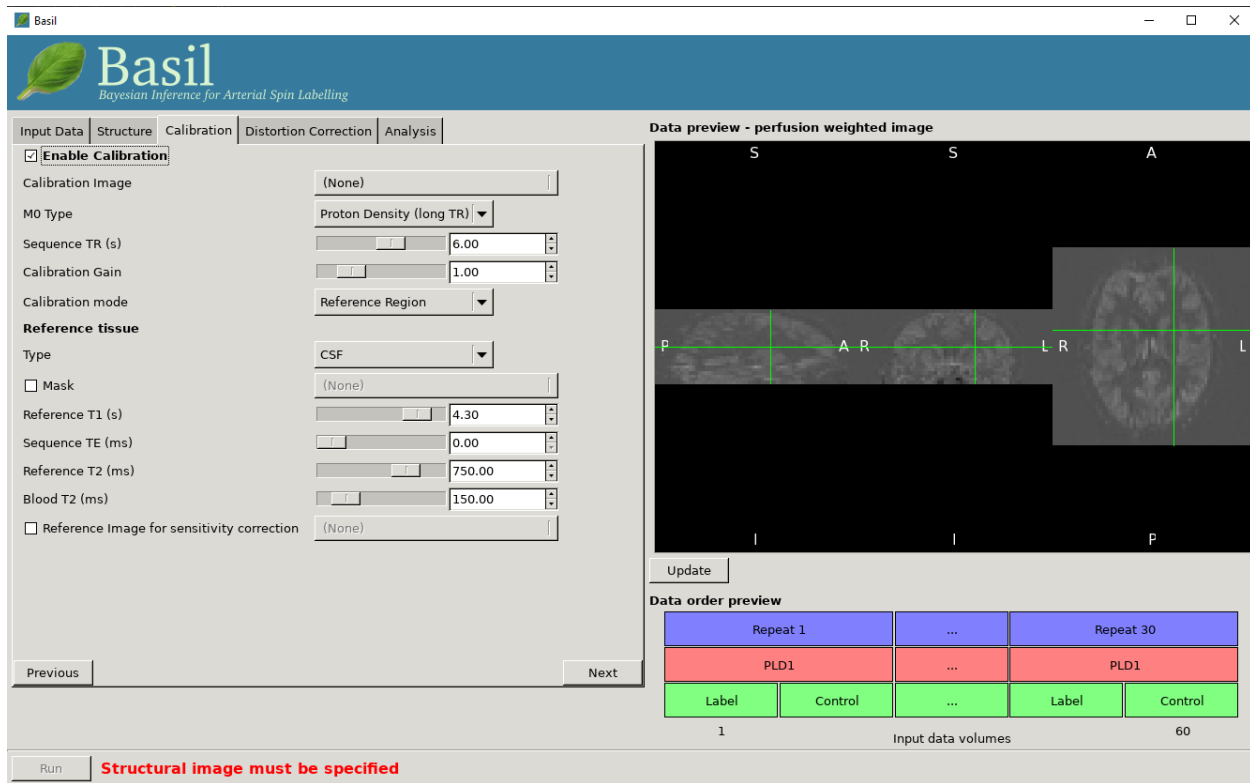 Basil
Basil
Bayesian Inference for Arterial Spin Labelling
Input Data Structure Calibration Distortion Correction Analysis
Enable Calibration
Calibration Image (None)
M0 Type Proton Density (long TR)
Sequence TR (s) 6.00
Calibration Gain 1.00
Calibration mode Reference Region
Reference tissue
Type CSF
Mask (None)
Reference T1 (s) 4.30
Sequence TE (ms) 0.00
Reference T2 (ms) 750.00
Blood T2 (ms) 150.00
Reference Image for sensitivity correction (None)
Previous Next
Data preview - perfusion weighted image
S S A
P A R L R L
I I P
Update
Data order preview
Repeat 1 ... Repeat 30
PLD1 ... PLD1
Label Control ... Label Control
1 Input data volumes 60
Run Structural image must be specified